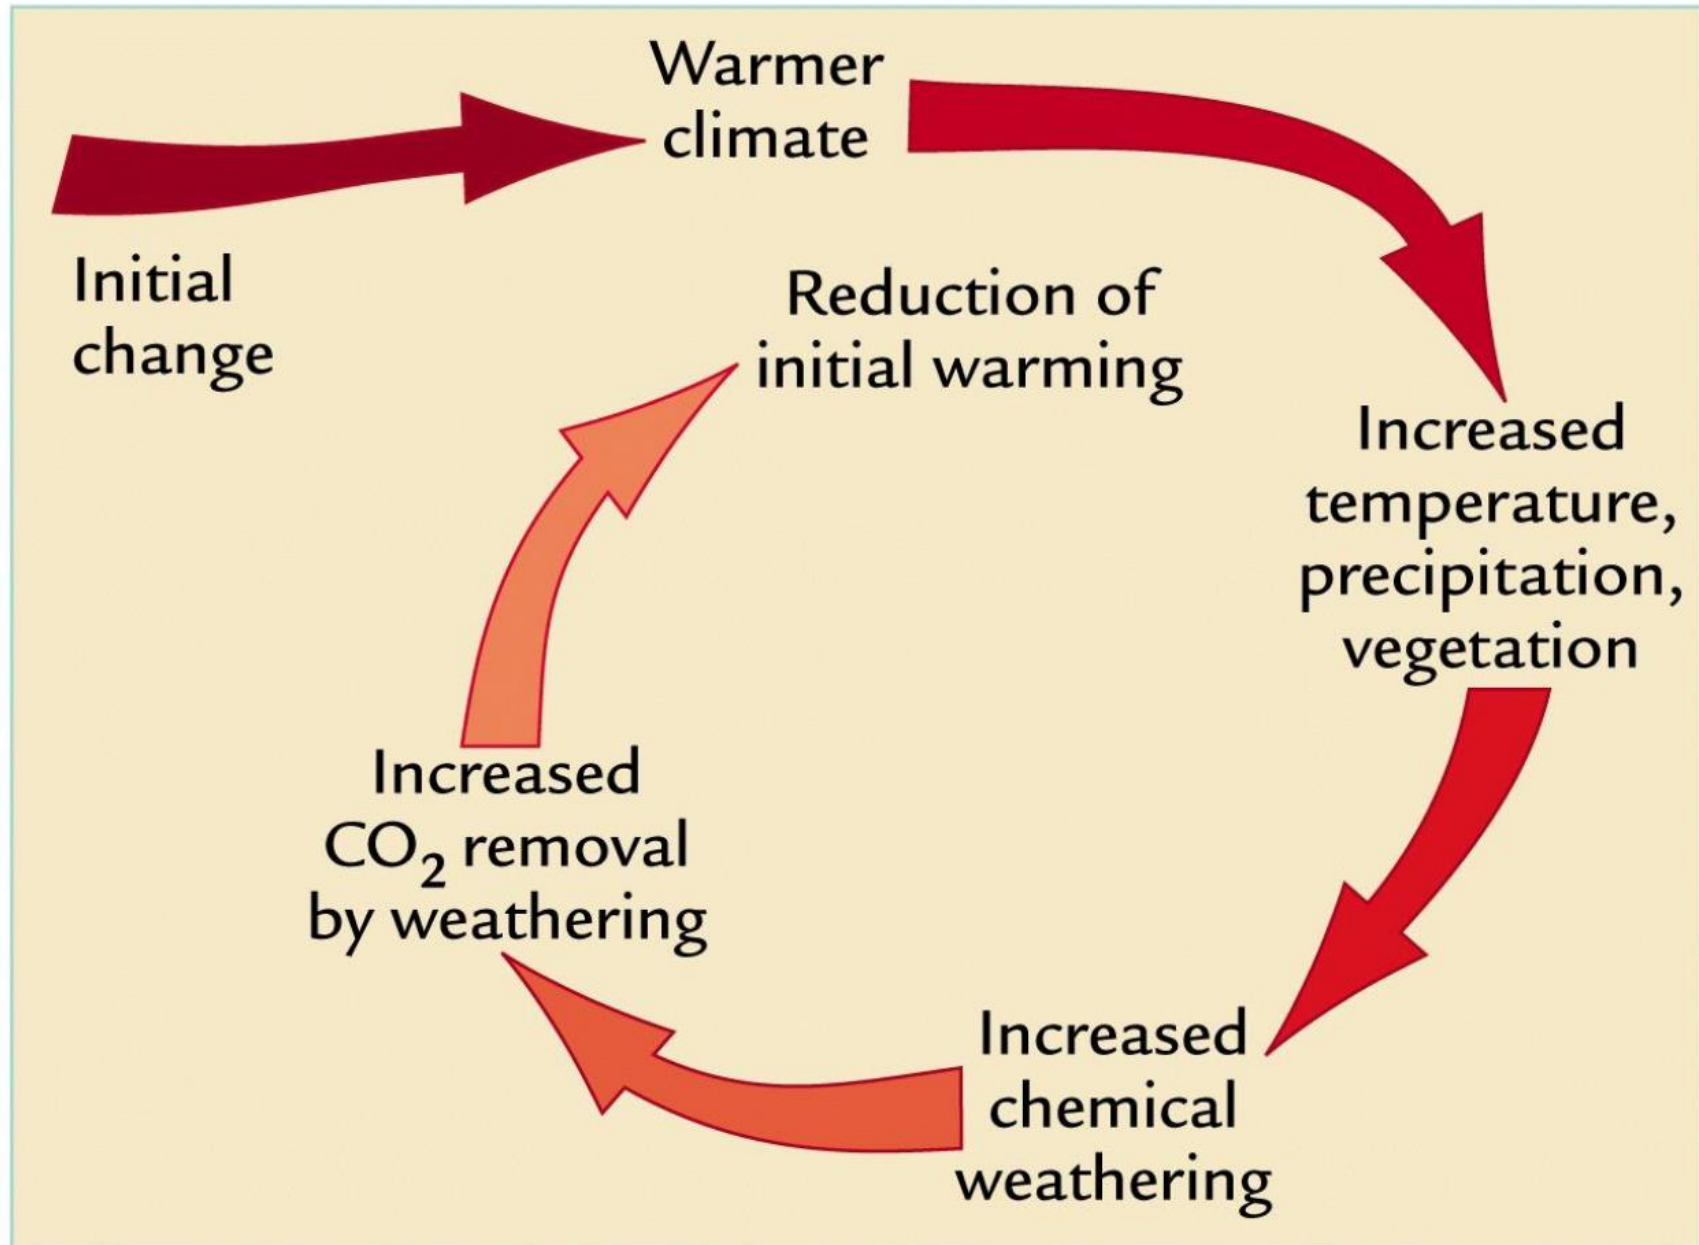 Warmer
climate
Initial
change
Reduction of
initial warming
Increased
temperature,
precipitation,
vegetation
Increased
CO₂ removal
by weathering
Increased
chemical
weathering